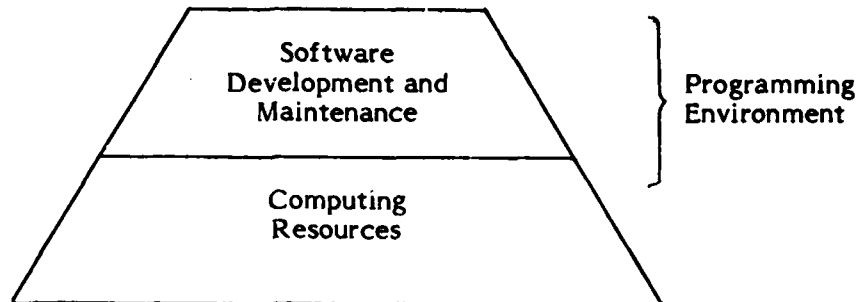 Software
Development and
Maintenance
Programming
Environment
Computing
Resources